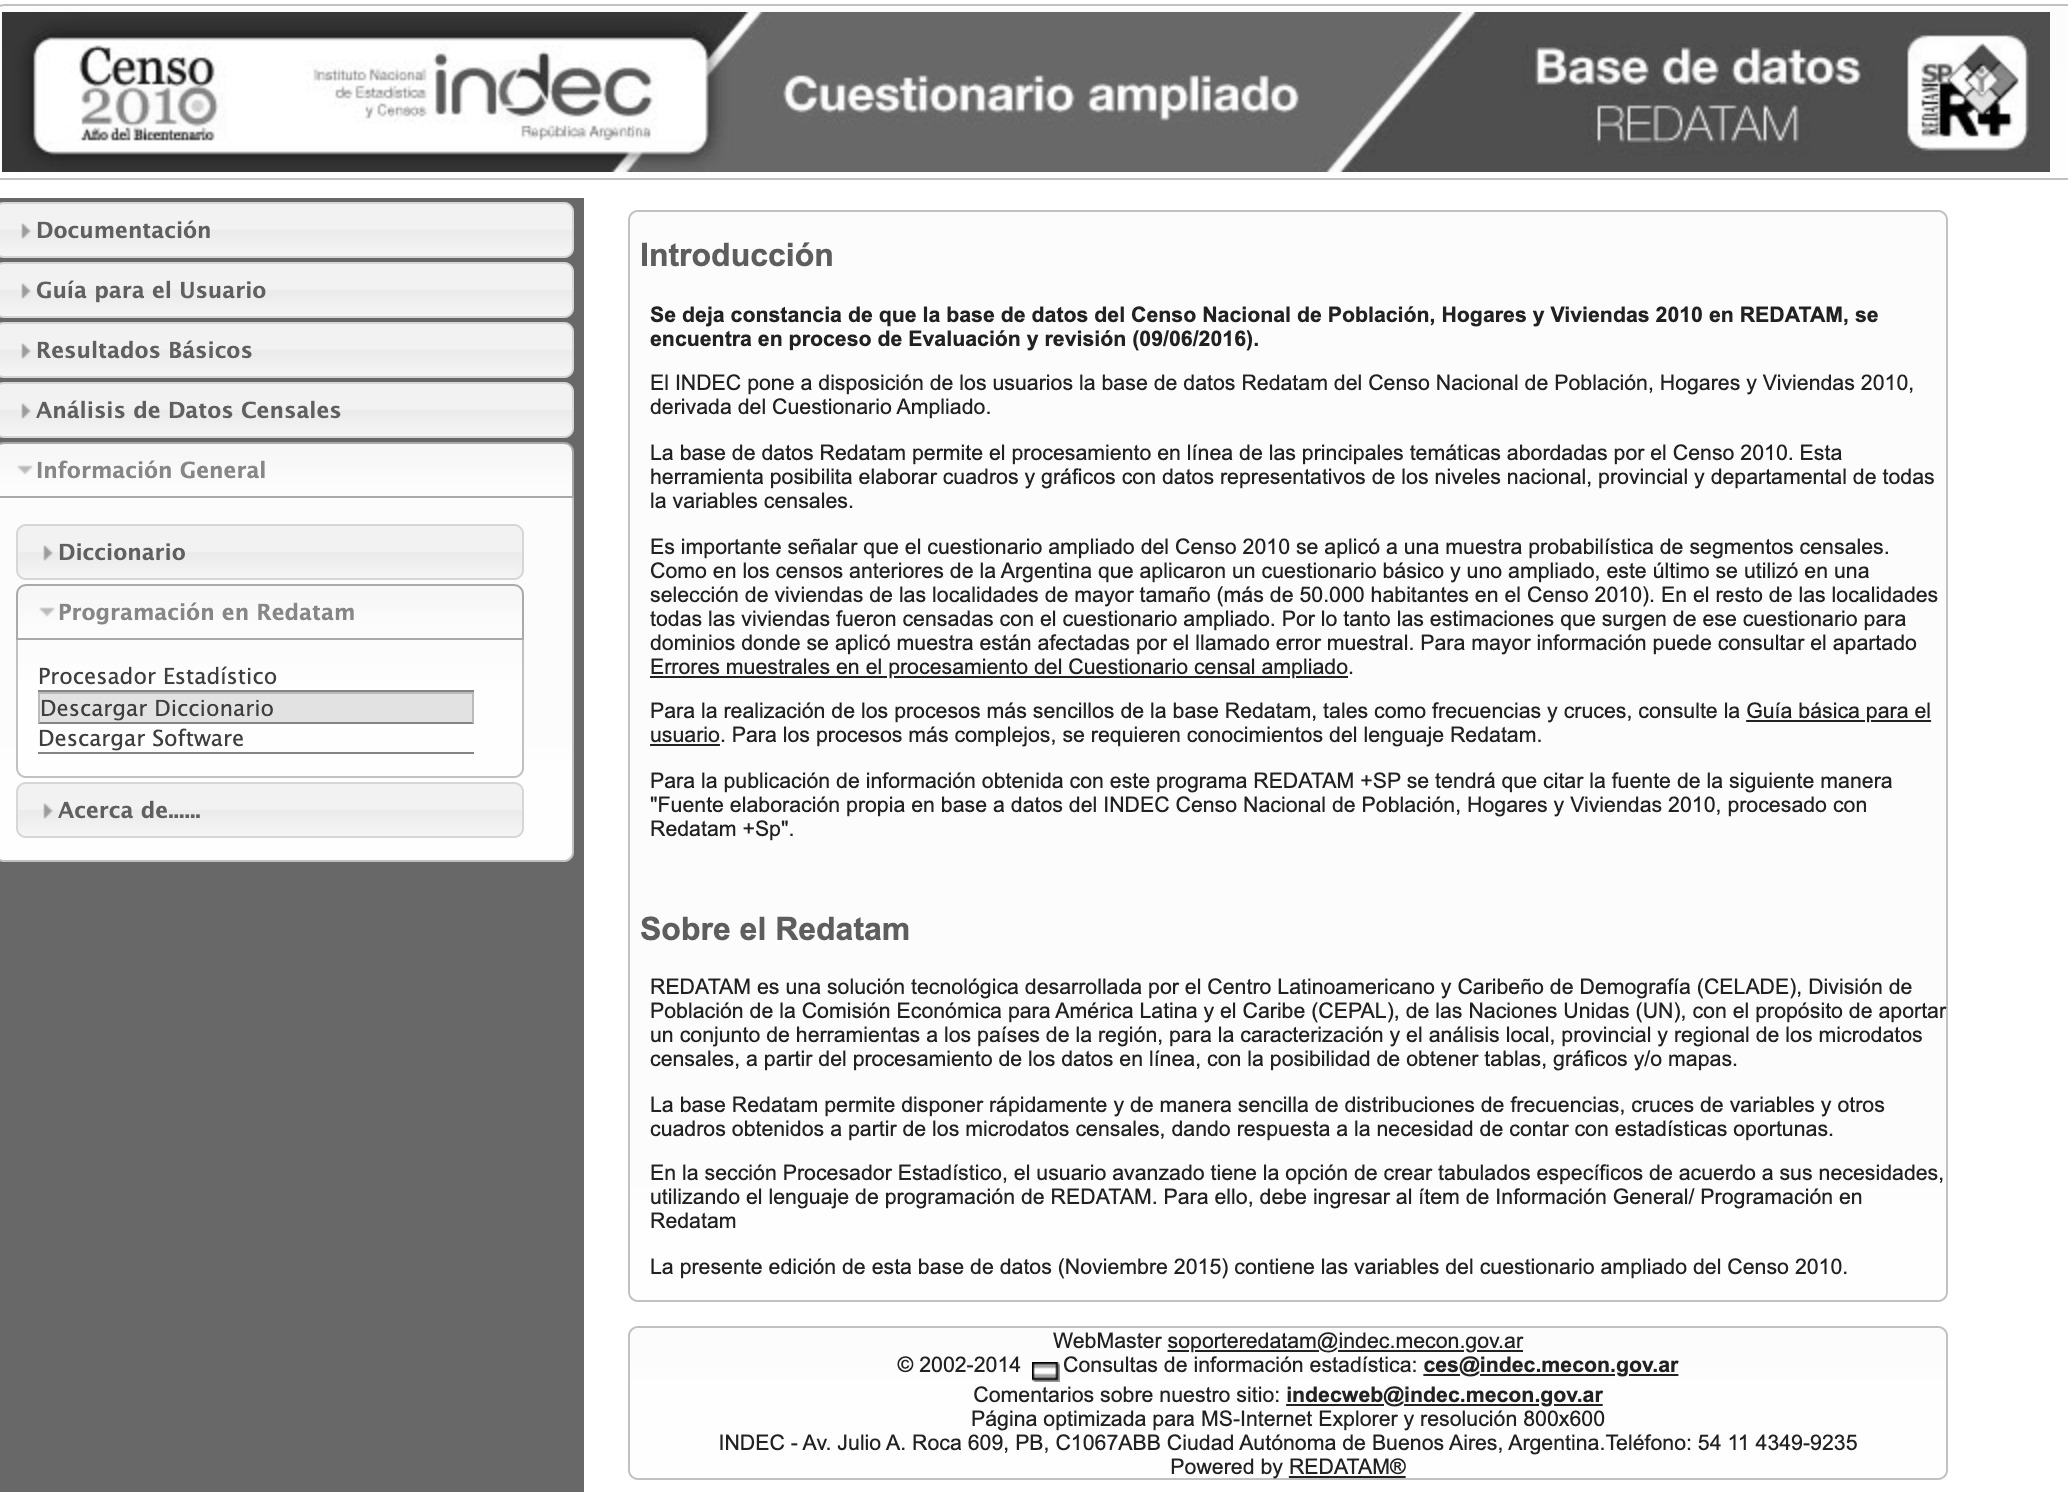 Censo
2010
Año del Bicentenario
Instituto Nacional
de Estadística
y Censos
indec
República Argentina
Cuestionario ampliado
Base de datos
REDATAM
REDATAM
SP
R+
Documentación
Guía para el Usuario
Resultados Básicos
Análisis de Datos Censales
Información General
Diccionario
Programación en Redatam
Procesador Estadístico
Descargar Diccionario
Descargar Software
Acerca de......
Introducción
Se deja constancia de que la base de datos del Censo Nacional de Población, Hogares y Viviendas 2010 en REDATAM, se
encuentra en proceso de Evaluación y revisión (09/06/2016).
El INDEC pone a disposición de los usuarios la base de datos Redatam del Censo Nacional de Población, Hogares y Viviendas 2010,
derivada del Cuestionario Ampliado.
La base de datos Redatam permite el procesamiento en línea de las principales temáticas abordadas por el Censo 2010. Esta
herramienta posibilita elaborar cuadros y gráficos con datos representativos de los niveles nacional, provincial y departamental de todas
la variables censales.
Es importante señalar que el cuestionario ampliado del Censo 2010 se aplicó a una muestra probabilística de segmentos censales.
Como en los censos anteriores de la Argentina que aplicaron un cuestionario básico y uno ampliado, este último se utilizó en una
selección de viviendas de las localidades de mayor tamaño (más de 50.000 habitantes en el Censo 2010). En el resto de las localidades
todas las viviendas fueron censadas con el cuestionario ampliado. Por lo tanto las estimaciones que surgen de ese cuestionario para
dominios donde se aplicó muestra están afectadas por el llamado error muestral. Para mayor información puede consultar el apartado
Errores muestrales en el procesamiento del Cuestionario censal ampliado.
Para la realización de los procesos más sencillos de la base Redatam, tales como frecuencias y cruces, consulte la Guía básica para el
usuario. Para los procesos más complejos, se requieren conocimientos del lenguaje Redatam.
Para la publicación de información obtenida con este programa REDATAM +SP se tendrá que citar la fuente de la siguiente manera
"Fuente elaboración propia en base a datos del INDEC Censo Nacional de Población, Hogares y Viviendas 2010, procesado con
Redatam +Sp".
Sobre el Redatam
REDATAM es una solución tecnológica desarrollada por el Centro Latinoamericano y Caribeño de Demografía (CELADE), División de
Población de la Comisión Económica para América Latina y el Caribe (CEPAL), de las Naciones Unidas (UN), con el propósito de aportar
un conjunto de herramientas a los países de la región, para la caracterización y el análisis local, provincial y regional de los microdatos
censales, a partir del procesamiento de los datos en línea, con la posibilidad de obtener tablas, gráficos y/o mapas.
La base Redatam permite disponer rápidamente y de manera sencilla de distribuciones de frecuencias, cruces de variables y otros
cuadros obtenidos a partir de los microdatos censales, dando respuesta a la necesidad de contar con estadísticas oportunas.
En la sección Procesador Estadístico, el usuario avanzado tiene la opción de crear tabulados específicos de acuerdo a sus necesidades,
utilizando el lenguaje de programación de REDATAM. Para ello, debe ingresar al ítem de Información General/ Programación en
Redatam
La presente edición de esta base de datos (Noviembre 2015) contiene las variables del cuestionario ampliado del Censo 2010.
WebMaster soporteredatam@indec.mecon.gov.ar
© 2002-2014 Consultas de información estadística: ces@indec.mecon.gov.ar
Comentarios sobre nuestro sitio: indecweb@indec.mecon.gov.ar
Página optimizada para MS-Internet Explorer y resolución 800x600
INDEC - Av. Julio A. Roca 609, PB, C1067ABB Ciudad Autónoma de Buenos Aires, Argentina.Teléfono: 54 11 4349-9235
Powered by REDATAM®